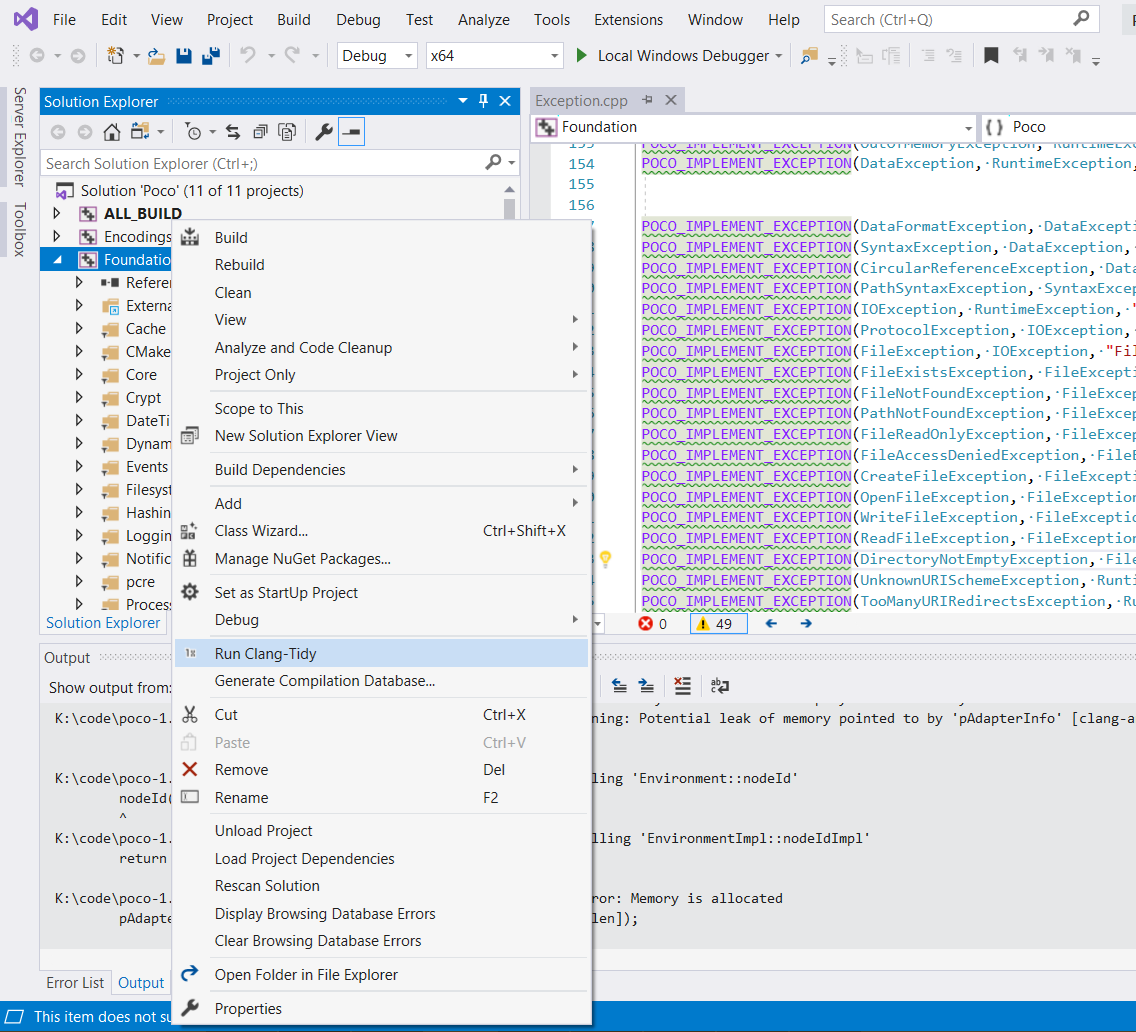 File Edit View Project Build Debug Test Analyze Tools Extensions Window Help Search (Ctrl+Q)
Debug x64 Local Windows Debugger
Server Explorer
Toolbox
Solution Explorer
Search Solution Explorer (Ctrl+;)
Solution 'Poco' (11 of 11 projects)
ALL_BUILD
Encodings
Foundatio
Refere
Externa
Cache
CMake
Core
Crypt
DateTi
Dynam
Events
Filesyst
Hashin
Loggin
Notific
pcre
Process
Solution Explorer
Build
Rebuild
Clean
View
Analyze and Code Cleanup
Project Only
Scope to This
New Solution Explorer View
Build Dependencies
Add
Class Wizard... Ctrl+Shift+X
Manage NuGet Packages...
Set as StartUp Project
Debug
Run Clang-Tidy
Generate Compilation Database...
Cut Ctrl+X
Paste Ctrl+V
Remove Del
Rename F2
Unload Project
Load Project Dependencies
Rescan Solution
Display Browsing Database Errors
Clear Browsing Database Errors
Open Folder in File Explorer
Properties
Exception.cpp
Foundation {} Poco
154 POCO_IMPLEMENT_EXCEPTION(DataException, RuntimeException,
155
156
POCO_IMPLEMENT_EXCEPTION(DataFormatException, DataExcepti
POCO_IMPLEMENT_EXCEPTION(SyntaxException, DataException,
POCO_IMPLEMENT_EXCEPTION(CircularReferenceException, Data
POCO_IMPLEMENT_EXCEPTION(PathSyntaxException, SyntaxExcep
POCO_IMPLEMENT_EXCEPTION(IOException, RuntimeException, "
POCO_IMPLEMENT_EXCEPTION(ProtocolException, IOException,
POCO_IMPLEMENT_EXCEPTION(FileException, IOException, "Fil
POCO_IMPLEMENT_EXCEPTION(FileExistsException, FileExcepti
POCO_IMPLEMENT_EXCEPTION(FileNotFoundException, FileExcep
POCO_IMPLEMENT_EXCEPTION(PathNotFoundException, FileExcep
POCO_IMPLEMENT_EXCEPTION(FileReadOnlyException, FileExcep
POCO_IMPLEMENT_EXCEPTION(FileAccessDeniedException, FileE
POCO_IMPLEMENT_EXCEPTION(CreateFileException, FileExcepti
POCO_IMPLEMENT_EXCEPTION(OpenFileException, FileException
POCO_IMPLEMENT_EXCEPTION(WriteFileException, FileExceptio
POCO_IMPLEMENT_EXCEPTION(ReadFileException, FileException
POCO_IMPLEMENT_EXCEPTION(DirectoryNotEmptyException, File
POCO_IMPLEMENT_EXCEPTION(UnknownURISchemeException, Runti
POCO_IMPLEMENT_EXCEPTION(TooManyURIRedirectsException, Ru
0 49
Output
Show output from:
K:\code\poco-1. ning: Potential leak of memory pointed to by 'pAdapterInfo' [clang-a
K:\code\poco-1. lling 'Environment::nodeId'
nodeId(
^
K:\code\poco-1. lling 'EnvironmentImpl::nodeIdImpl'
return
K:\code\poco-1. ror: Memory is allocated
pAdapte len]);
Error List Output
This item does not su